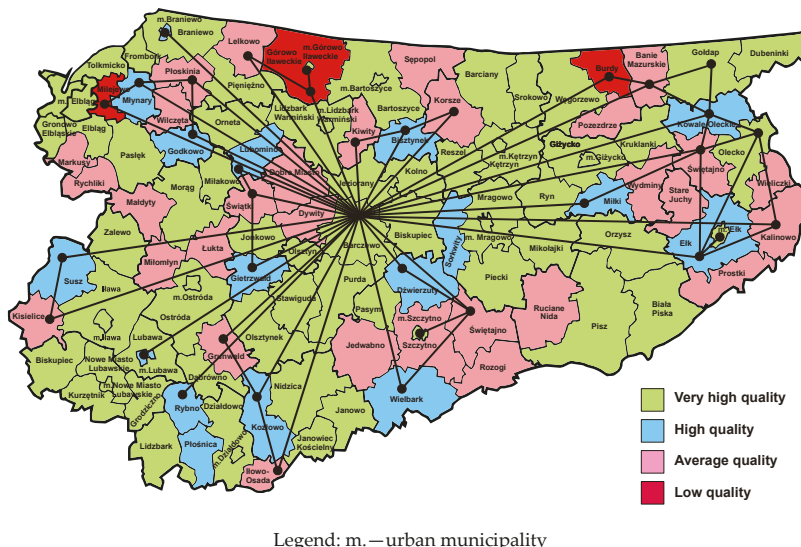 m.Braniewo
Braniewo
Frombork
Tolkmicko
Lelkowo
Górowo
Iławeckie
m.Górowo
Iławeckie
Sępopol
Barciany
Burdy
Banie
Mazurskie
Gołdap
Dubeninki
m. Elbląg
Milejewo
Młynary
Płoskinia
Pieniężno
Lidzbark
Warmiński
m.Lidzbark
Warmiński
m.Bartoszyce
Bartoszyce
Korsze
Srokowo
Węgorzewo
Pozezdrze
Kowale Oleckie
Gronowo
Elbląskie
Elbląg
Wilczęta
Orneta
Kiwity
Bisztynek
Reszel
m.Kętrzyn
Kętrzyn
Giżycko
m.Giżycko
Kruklanki
Olecko
Markusy
Pasłęk
Godkowo
Lubomino
Dobre Miasto
Jeziorany
Kolno
Świętajno
Rychliki
Morąg
Miłakowo
Świątki
Dywity
Mrągowo
Ryn
Miłki
Wydminy
Stare
Juchy
Wieliczki
Małdyty
Zalewo
Miłomłyn
Łukta
Jonkowo
Olsztyn
Barczewo
Biskupiec
Sorkwity
m. Mrągowo
Mikołajki
Orzysz
Ełk
m. Ełk
Kalinowo
Susz
Iława
m.Ostróda
Gietrzwałd
Stawiguda
Purda
Dźwierzuty
Piecki
Prostki
Kisielice
Ostróda
Pasym
m.Szczytno
Szczytno
Świętajno
Ruciane
Nida
Pisz
Biała
Piska
m.Iława
Lubawa
m.Lubawa
Grunwald
Olsztynek
Jedwabno
Rozogi
Biskupiec
Nowe Miasto
Lubawskie
m.Nowe Miasto
Lubawskie
Kurzętnik
Grodziczno
Dąbrówno
Rybno
Działdowo
Nidzica
Kozłowo
Wielbark
Janowo
Lidzbark
Płośnica
m.Działdowo
Iłowo-
Osada
Janowiec
Kościelny
Very high quality
High quality
Average quality
Low quality
Legend: m.—urban municipality